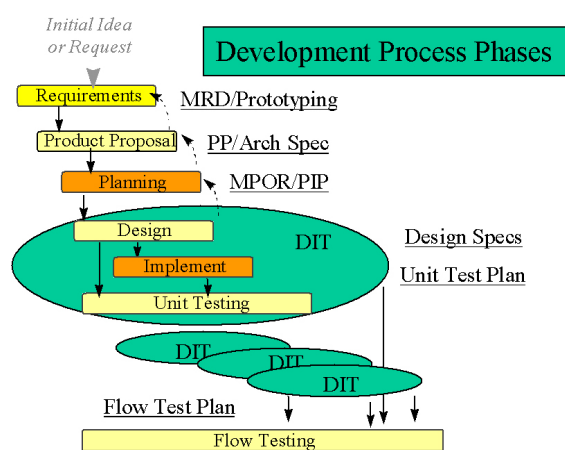 Initial Idea
or Request
Development Process Phases
Requirements
MRD/Prototyping
Product Proposal
PP/Arch Spec
Planning
MPOR/PIP
Design
DIT
Design Specs
Implement
Unit Test Plan
Unit Testing
DIT
DIT
DIT
Flow Test Plan
Flow Testing